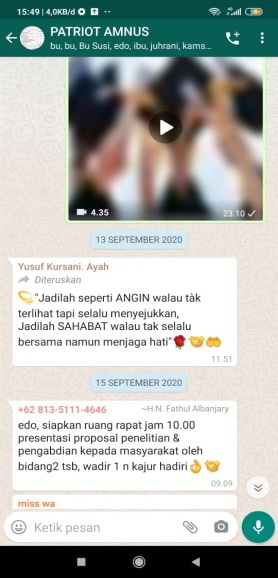 15:49 | 4,0KB/d
PATRIOT AMNUS
bu, bu, Bu Susi, edo, ibu, juhrani, kams...
4.35
23.10
13 SEPTEMBER 2020
Yusuf Kursani. Ayah
Diteruskan
"Jadilah seperti ANGIN walau tàk
terlihat tapi selalu menyejukkan,
Jadilah SAHABAT walau tak selalu
bersama namun menjaga hati"
11.51
15 SEPTEMBER 2020
+62 813-5111-4646 ~H.N. Fathul Albanjary
edo, siapkan ruang rapat jam 10.00
presentasi proposal penelitian &
pengabdian kepada masyarakat oleh
bidang2 tsb, wadir 1 n kajur hadiri
09.09
miss wa
Ketik pesan